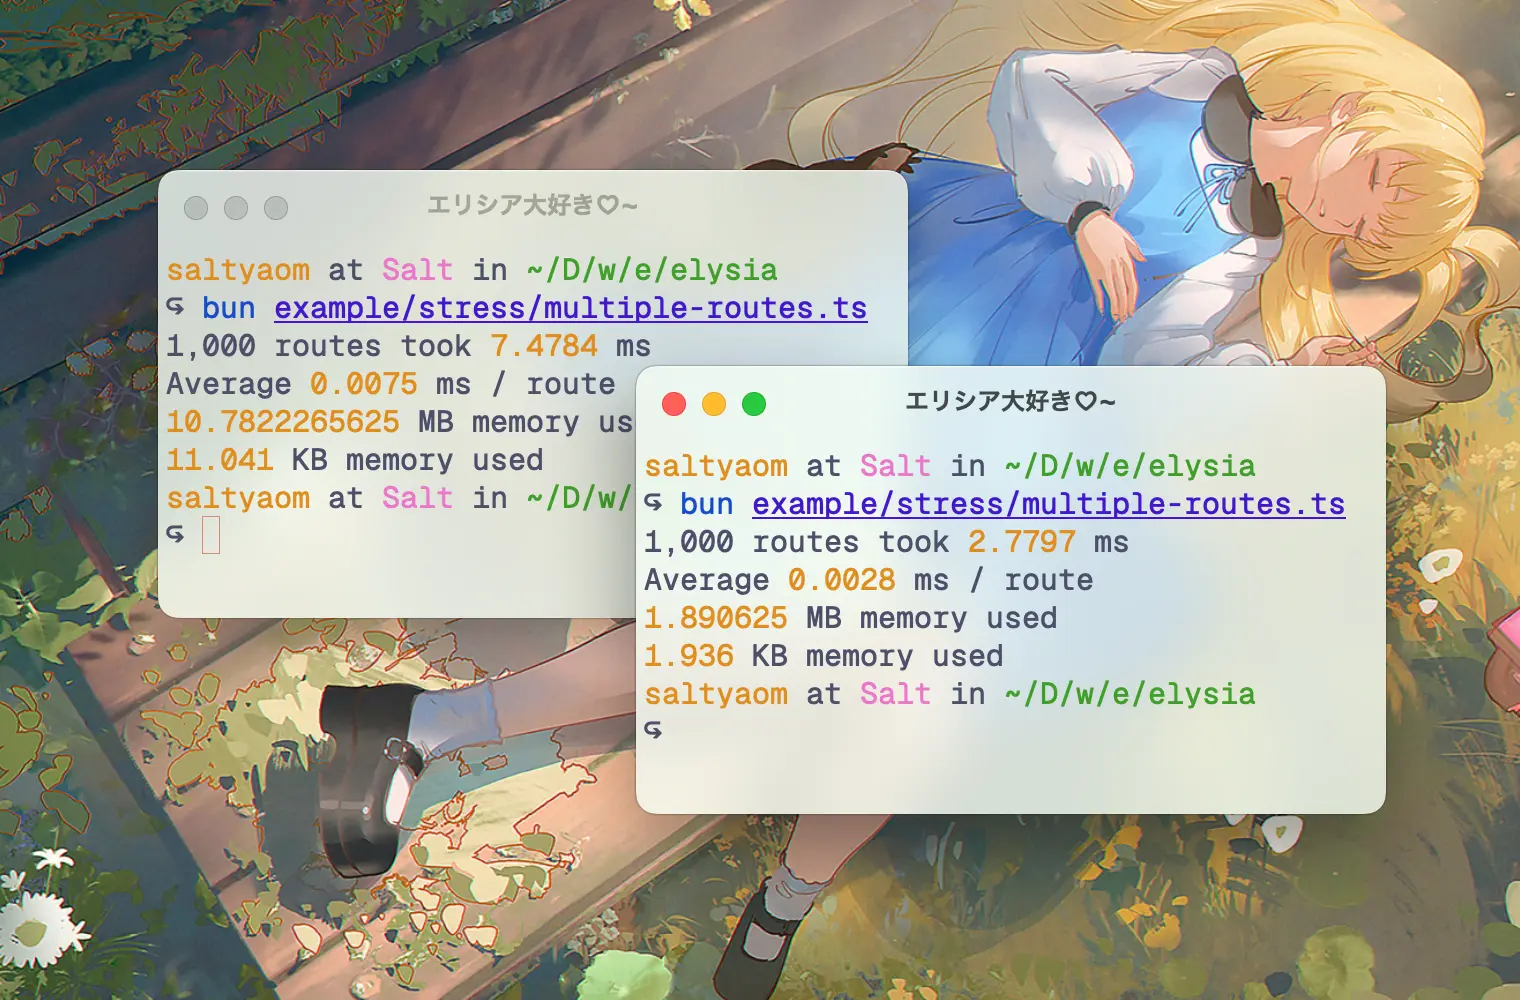 エリシア大好き♡~
saltyaom at Salt in ~/D/w/e/elysia
↪ bun example/stress/multiple-routes.ts
1,000 routes took 7.4784 ms
Average 0.0075 ms / route
10.7822265625 MB memory us
11.041 KB memory used
saltyaom at Salt in ~/D/w/
↪
エリシア大好き♡~
saltyaom at Salt in ~/D/w/e/elysia
↪ bun example/stress/multiple-routes.ts
1,000 routes took 2.7797 ms
Average 0.0028 ms / route
1.890625 MB memory used
1.936 KB memory used
saltyaom at Salt in ~/D/w/e/elysia
↪